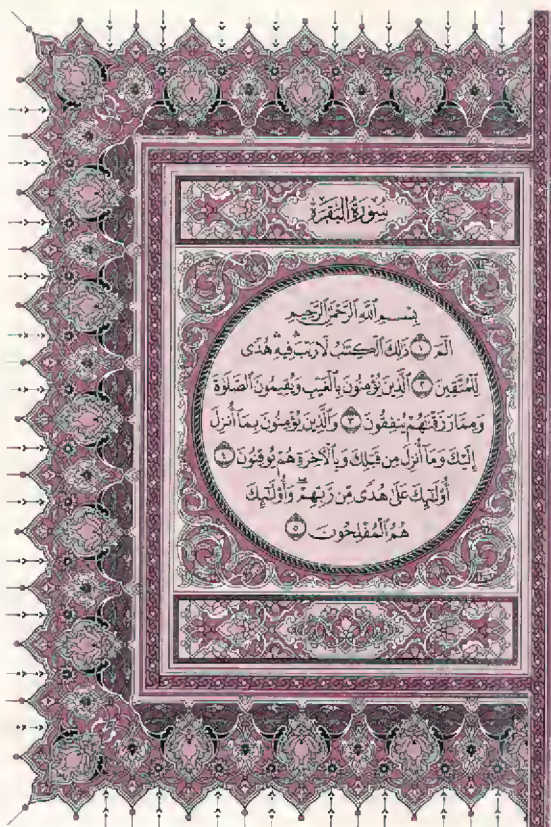 سُورَةُ البَقَرَةِ
بِسْمِ ٱللَّهِ ٱلرَّحْمَٰنِ ٱلرَّحِيمِ
الٓمٓ ۝١ ذَٰلِكَ ٱلْكِتَٰبُ لَا رَيْبَ ۛ فِيهِ ۛ هُدًى
لِّلْمُتَّقِينَ ۝٢ ٱلَّذِينَ يُؤْمِنُونَ بِٱلْغَيْبِ وَيُقِيمُونَ ٱلصَّلَوٰةَ
وَمِمَّا رَزَقْنَٰهُمْ يُنفِقُونَ ۝٣ وَٱلَّذِينَ يُؤْمِنُونَ بِمَآ أُنزِلَ
إِلَيْكَ وَمَآ أُنزِلَ مِن قَبْلِكَ وَبِٱلْءَاخِرَةِ هُمْ يُوقِنُونَ ۝٤
أُو۟لَٰٓئِكَ عَلَىٰ هُدًى مِّن رَّبِّهِمْ ۖ وَأُو۟لَٰٓئِكَ
هُمُ ٱلْمُفْلِحُونَ ۝٥